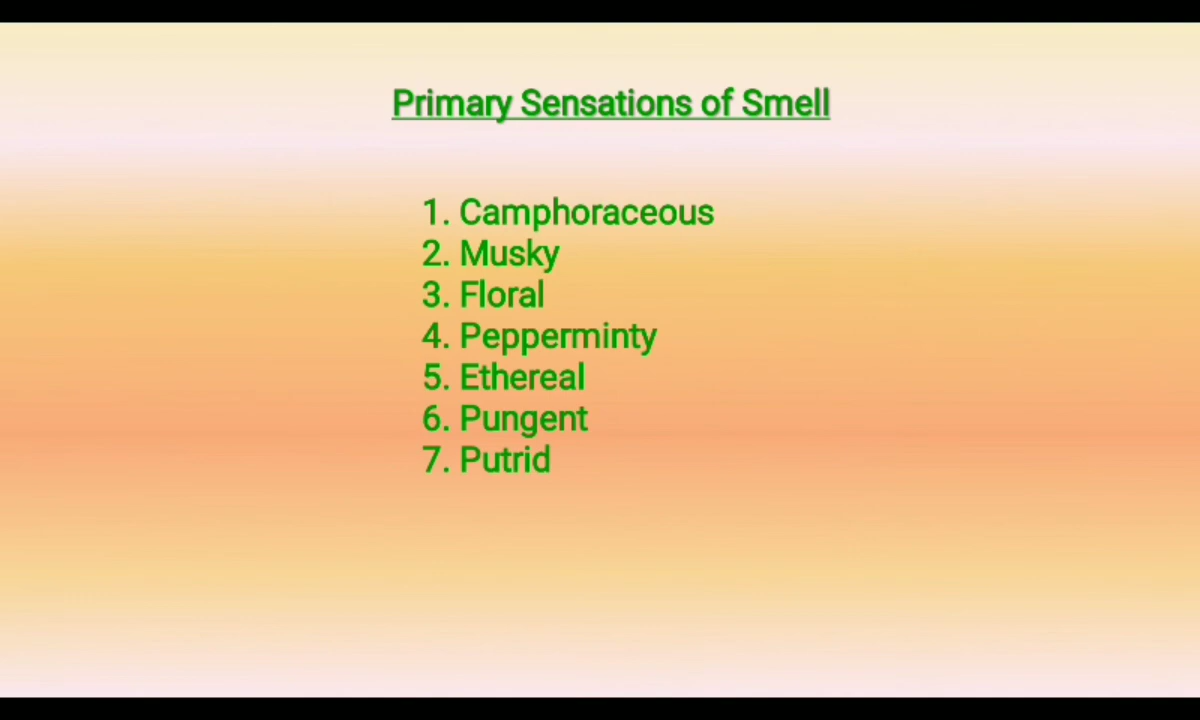 Primary Sensations of Smell
1. Camphoraceous
2. Musky
3. Floral
4. Pepperminty
5. Ethereal
6. Pungent
7. Putrid